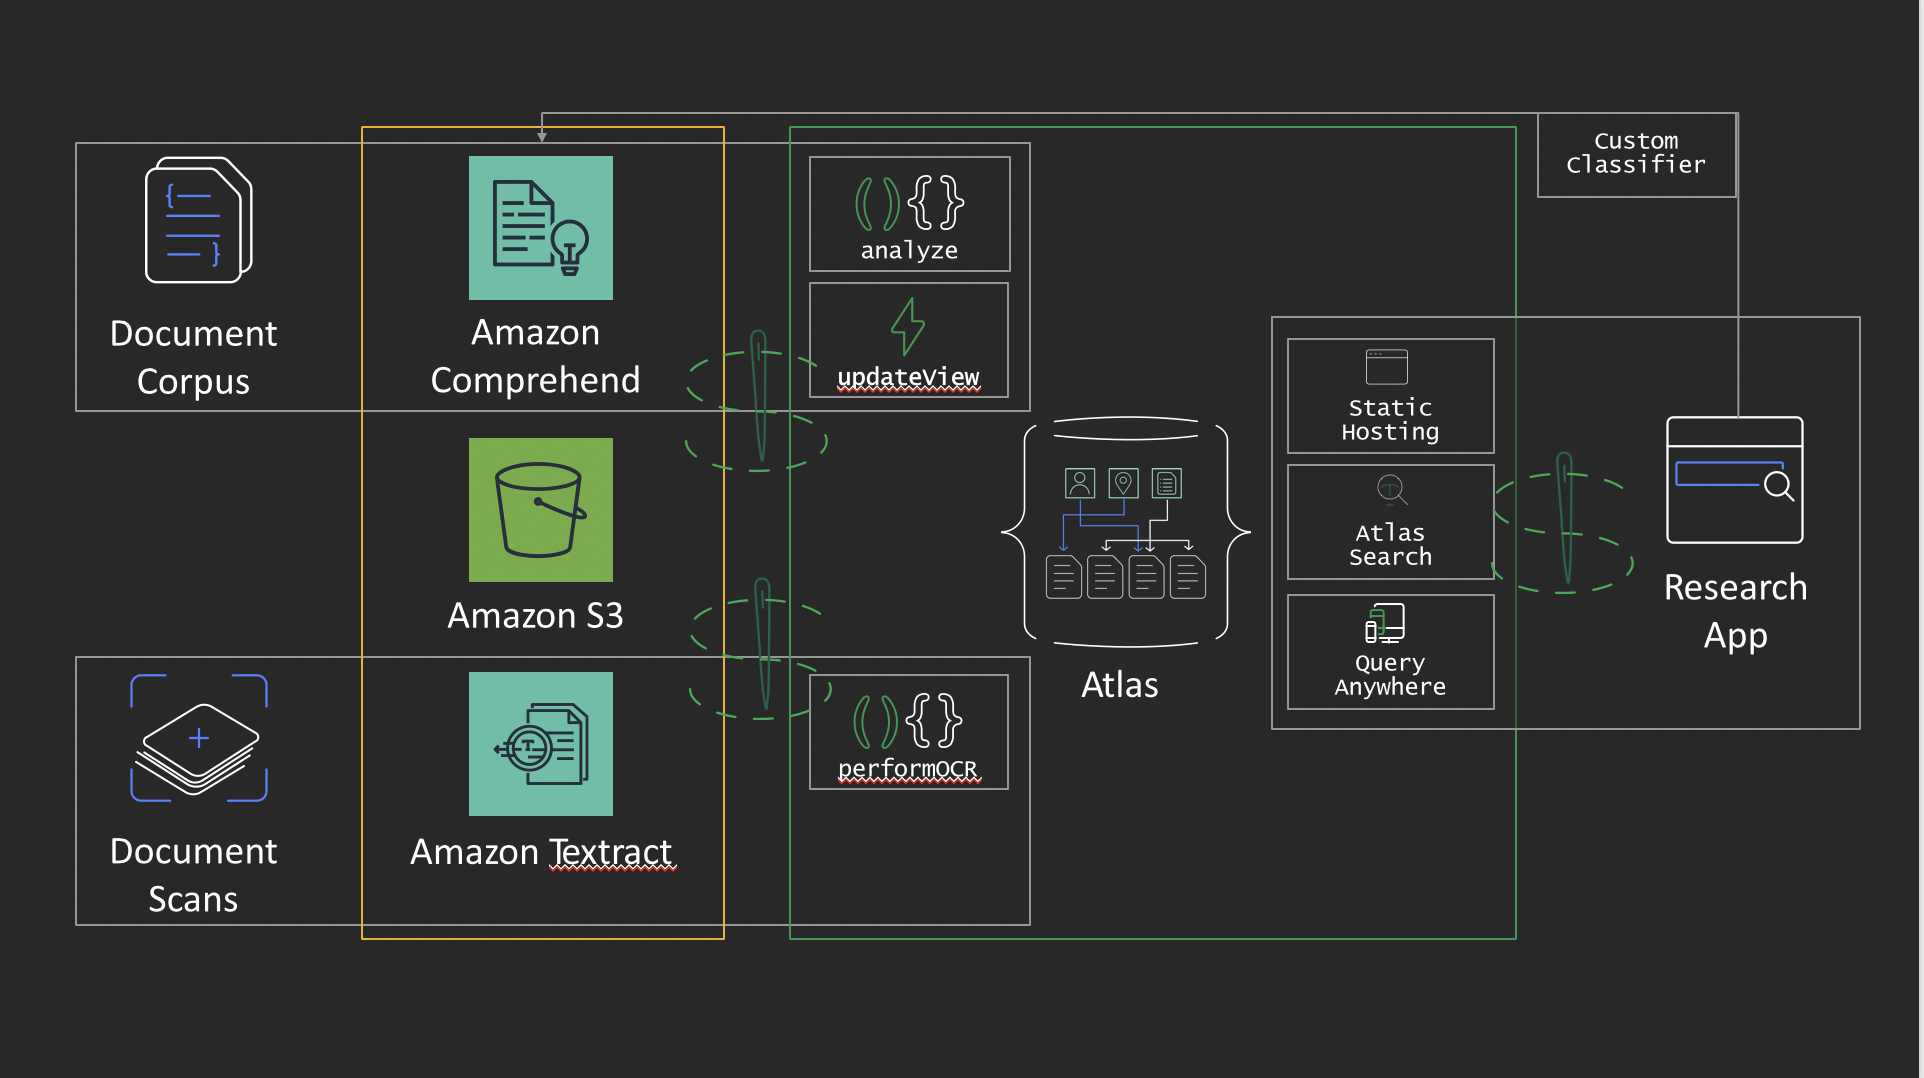 Document
Corpus
Amazon
Comprehend
( ) { }
analyze
updateView
Custom
Classifier
Amazon S3
Atlas
Static
Hosting
Atlas
Search
Query
Anywhere
Research
App
Document
Scans
Amazon Textract
( ) { }
performOCR